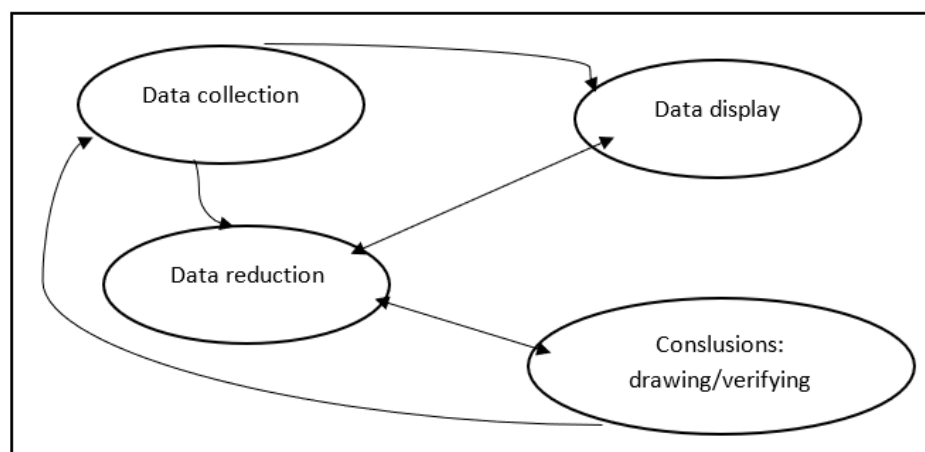 Data collection
Data display
Data reduction
Conslusions:
drawing/verifying